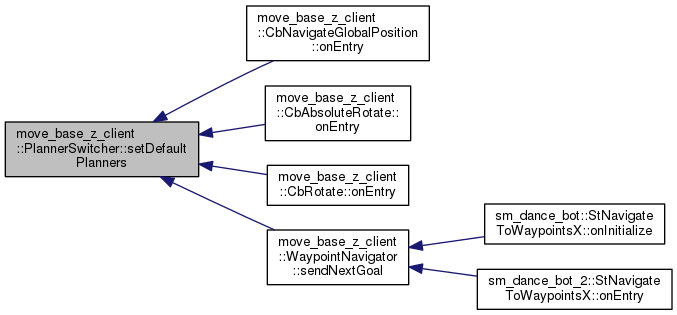 move_base_z_client
::CbNavigateGlobalPosition
::onEntry
move_base_z_client
::CbAbsoluteRotate::
onEntry
move_base_z_client
::PlannerSwitcher::setDefault
Planners
move_base_z_client
::CbRotate::onEntry
move_base_z_client
::WaypointNavigator
::sendNextGoal
sm_dance_bot::StNavigate
ToWaypointsX::onInitialize
sm_dance_bot_2::StNavigate
ToWaypointsX::onEntry